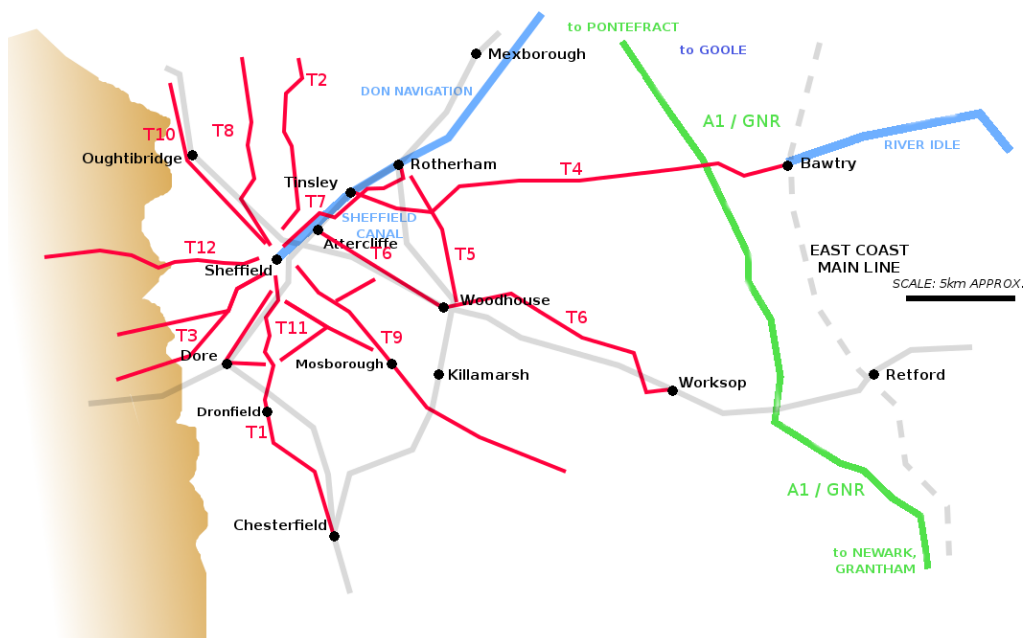 to PONTEFRACT
to GOOLE
Mexborough
T2
DON NAVIGATION
A1 / GNR
T10
T8
Oughtibridge
RIVER IDLE
Rotherham
T4
Bawtry
Tinsley
T7
SHEFFIELD
CANAL
Attercliffe
T12
T6
T5
EAST COAST
MAIN LINE
Sheffield
SCALE: 5km APPROX.
Woodhouse
T6
T3
T11
T9
Dore
Mosborough
Killamarsh
Worksop
Retford
Dronfield
T1
A1 / GNR
Chesterfield
to NEWARK,
GRANTHAM